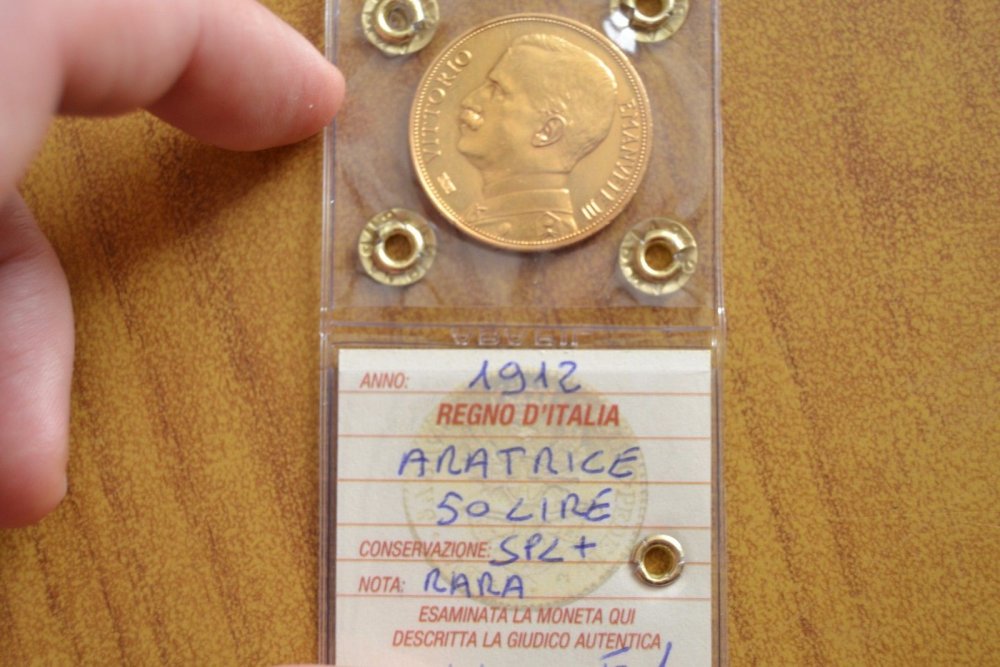 VITTORIO EMANVELE III
ANNO: 1912
REGNO D'ITALIA
ARATRICE
50 LIRE
CONSERVAZIONE: SPL+
NOTA: RARA
ESAMINATA LA MONETA QUI
DESCRITTA LA GIUDICO AUTENTICA